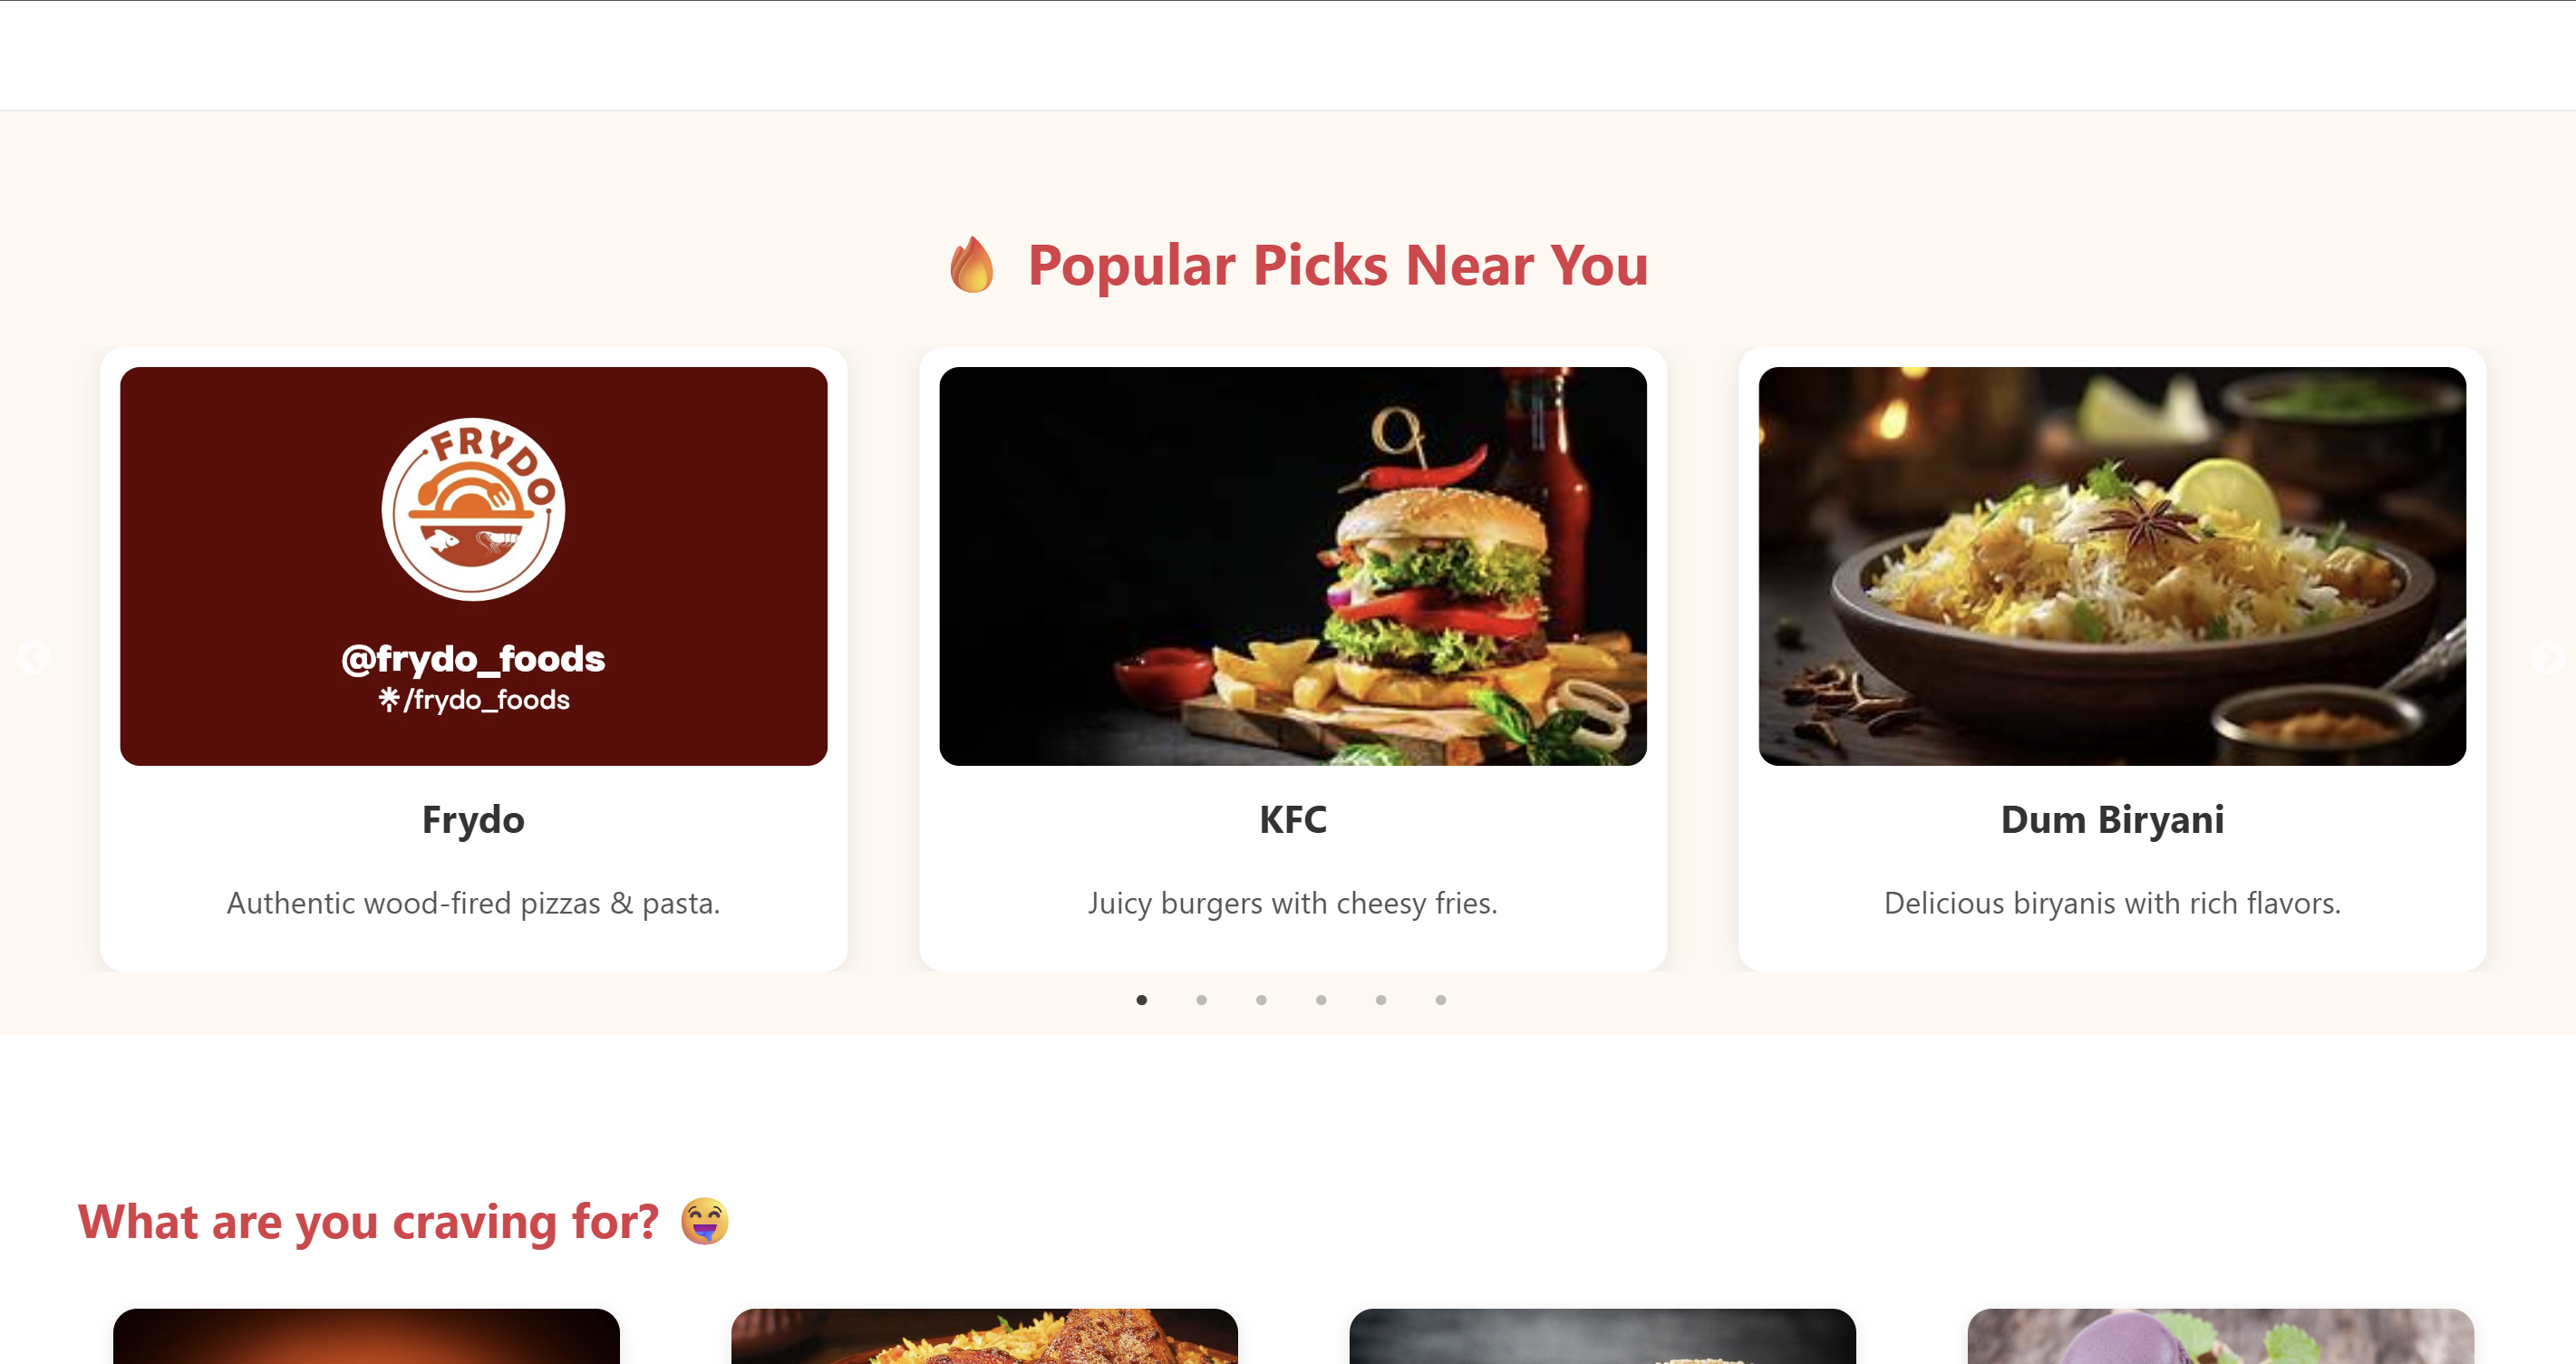 🔥 Popular Picks Near You
FRYDO
@frydo_foods
/frydo_foods
Frydo
Authentic wood-fired pizzas & pasta.
KFC
Juicy burgers with cheesy fries.
Dum Biryani
Delicious biryanis with rich flavors.
What are you craving for? 🤤